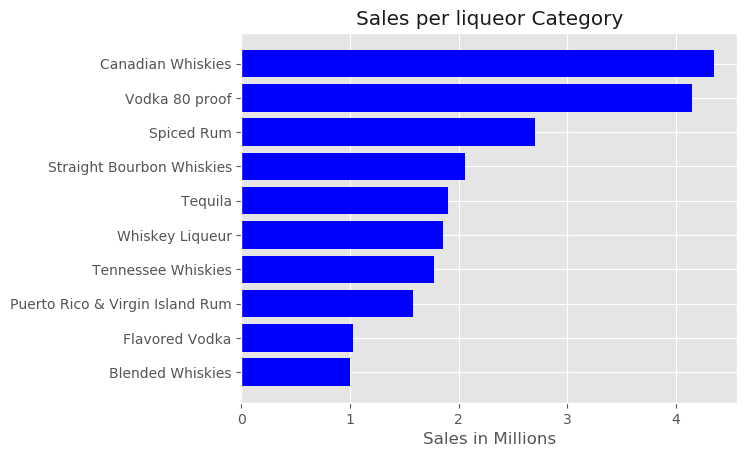 Sales per liqueor Category
Canadian Whiskies
Vodka 80 proof
Spiced Rum
Straight Bourbon Whiskies
Tequila
Whiskey Liqueur
Tennessee Whiskies
Puerto Rico & Virgin Island Rum
Flavored Vodka
Blended Whiskies
0 1 2 3 4
Sales in Millions